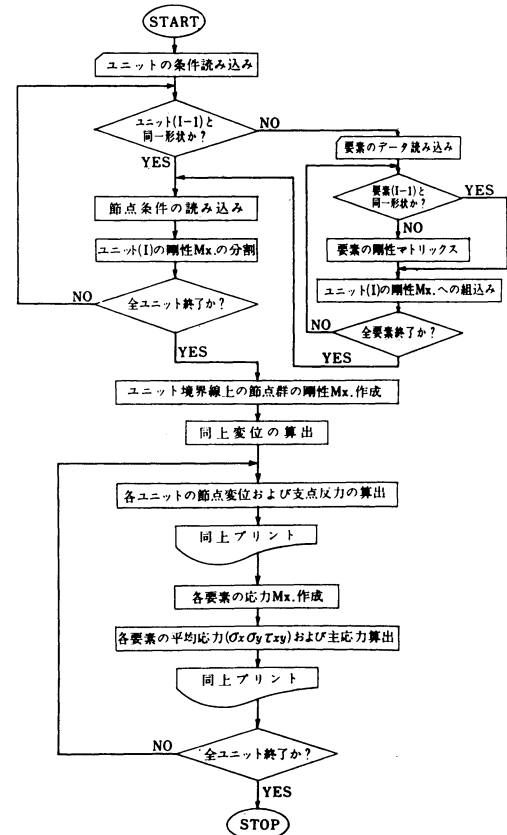 START
ユニットの条件読み込み
ユニット(I-1)と
同一形状か?
NO
YES
要素のデータ読み込み
要素(I-1)と
同一形状か?
YES
NO
要素の剛性マトリックス
ユニット(I)の剛性Mx.への組込み
全要素終了か?
NO
YES
節点条件の読み込み
ユニット(I)の剛性Mx.の分割
全ユニット終了か?
NO
YES
ユニット境界線上の節点群の剛性Mx.作成
同上変位の算出
各ユニットの節点変位および支点反力の算出
同上プリント
各要素の応力Mx.作成
各要素の平均応力(σxσyτxy)および主応力算出
同上プリント
全ユニット終了か?
NO
YES
STOP